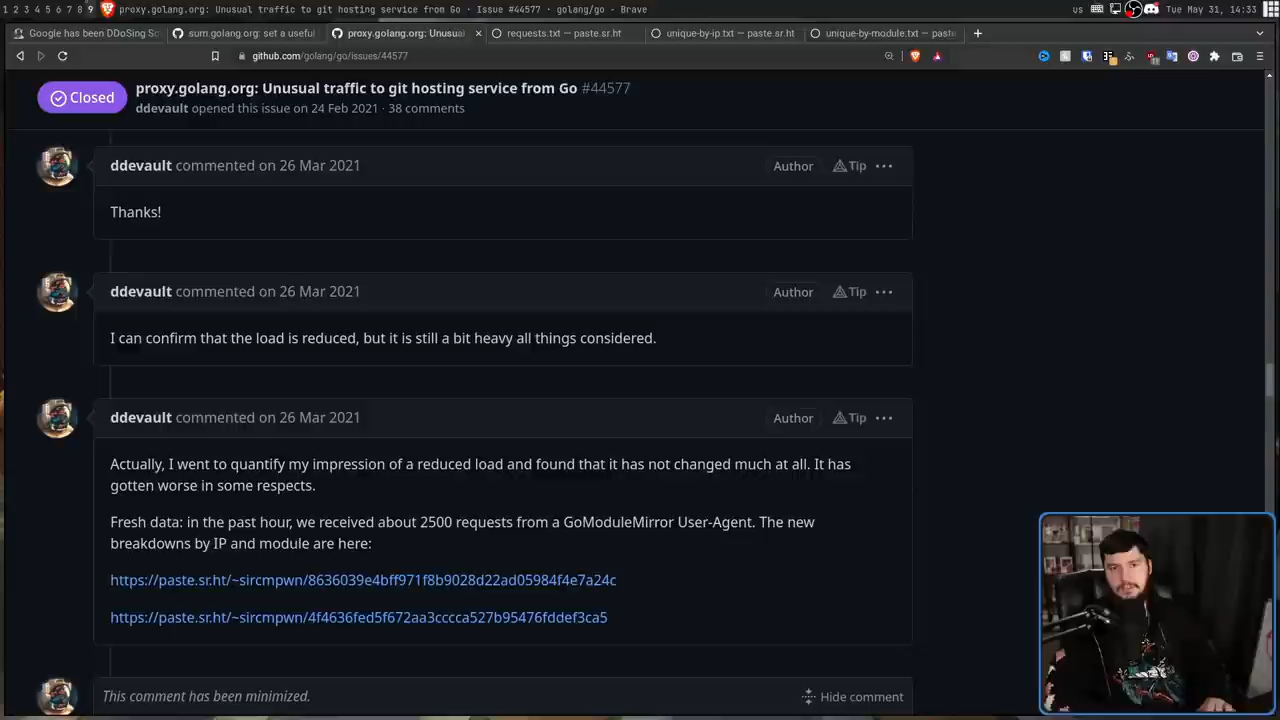 1 2 3 4 5 6 7 8 9 proxy.golang.org: Unusual traffic to git hosting service from Go · Issue #44577 · golang/go - Brave us Tue May 31, 14:33
Google has been DDoSing So sum.golang.org: set a useful proxy.golang.org: Unusual requests.txt — paste.sr.ht unique-by-ip.txt — paste.sr.ht unique-by-module.txt — paste
github.com/golang/go/issues/44577
Closed proxy.golang.org: Unusual traffic to git hosting service from Go #44577
ddevault opened this issue on 24 Feb 2021 · 38 comments
ddevault commented on 26 Mar 2021 Author Tip
Thanks!
ddevault commented on 26 Mar 2021 Author Tip
I can confirm that the load is reduced, but it is still a bit heavy all things considered.
ddevault commented on 26 Mar 2021 Author Tip
Actually, I went to quantify my impression of a reduced load and found that it has not changed much at all. It has
gotten worse in some respects.
Fresh data: in the past hour, we received about 2500 requests from a GoModuleMirror User-Agent. The new
breakdowns by IP and module are here:
https://paste.sr.ht/~sircmpwn/8636039e4bff971f8b9028d22ad05984f4e7a24c
https://paste.sr.ht/~sircmpwn/4f4636fed5f672aa3cccca527b95476fddef3ca5
This comment has been minimized. Hide comment